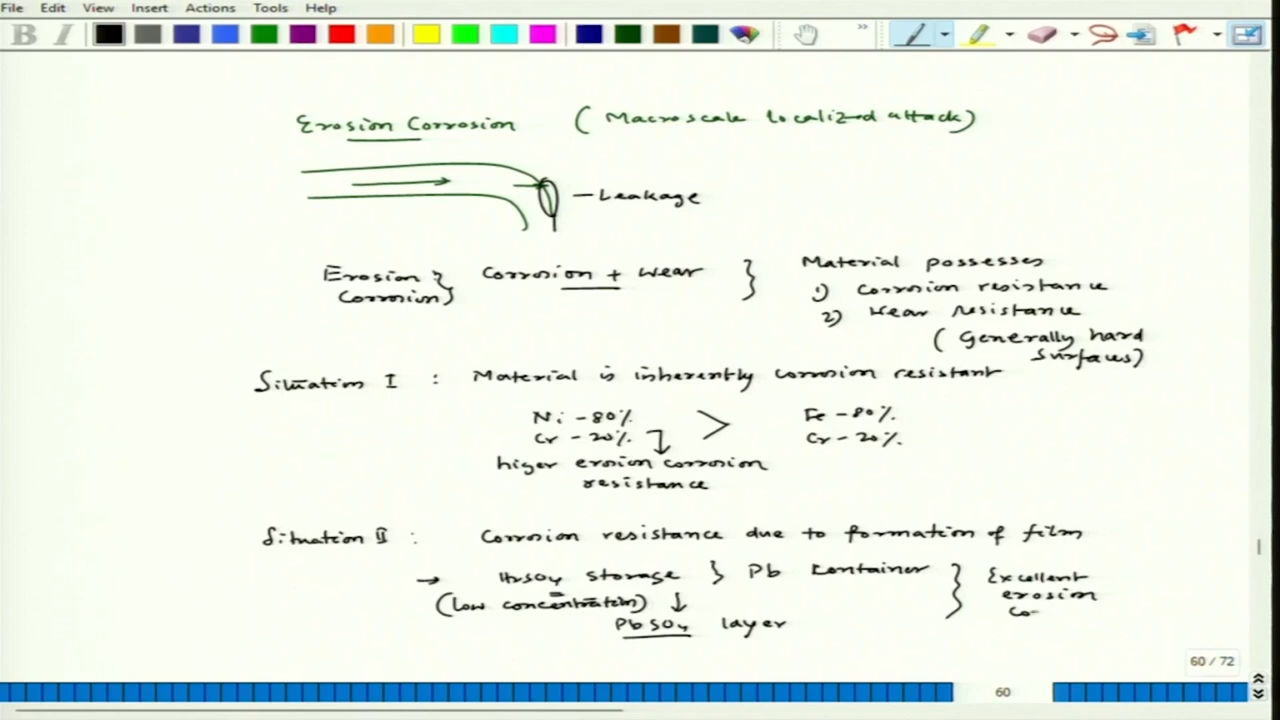 File Edit View Insert Actions Tools Help
B I
Erosion Corrosion (Macroscale localized attack)
- Leakage
Erosion Corrosion } Corrosion + wear } Material possesses
1) Corrosion resistance
2) Wear resistance
(Generally hard
surfaces)
Situation I : Material is inherently corrosion resistant
Ni - 80% > Fe - 80%
Cr - 20% Cr - 20%
higer erosion corrosion
resistance
Situation II : Corrosion resistance due to formation of film
→ H2SO4 storage } Pb container } Excellent
(low concentration) ↓ erosion
PbSO4 layer Co-
60 / 72
60